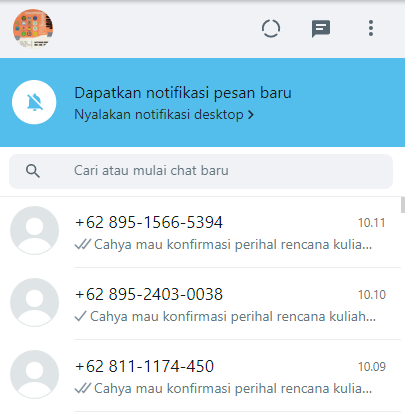 Dapatkan notifikasi pesan baru
Nyalakan notifikasi desktop
Cari atau mulai chat baru
+62 895-1566-5394 10.11
Cahya mau konfirmasi perihal rencana kulia...
+62 895-2403-0038 10.10
Cahya mau konfirmasi perihal rencana kuliah...
+62 811-1174-450 10.09
Cahya mau konfirmasi perihal rencana kulia...